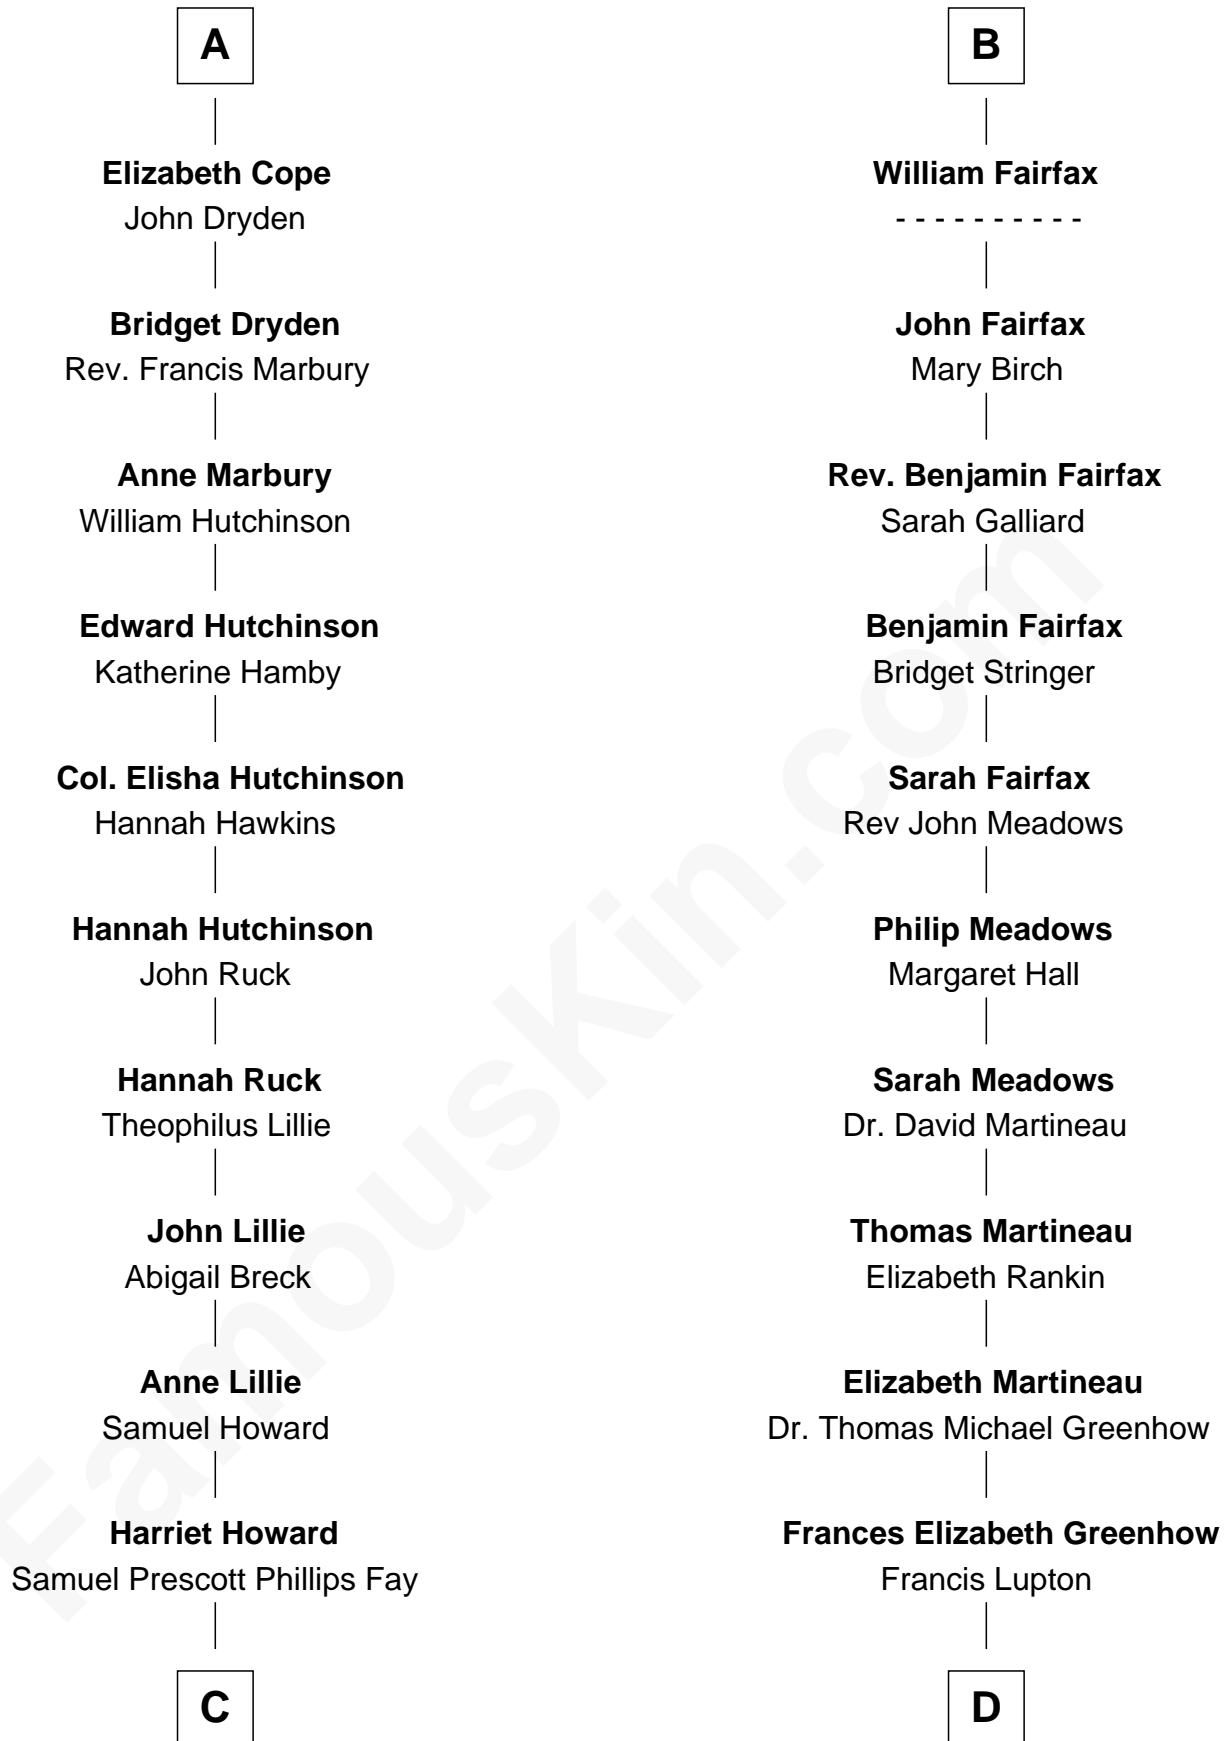 A
Elizabeth Cope
John Dryden
Bridget Dryden
Rev. Francis Marbury
Anne Marbury
William Hutchinson
Edward Hutchinson
Katherine Hamby
Col. Elisha Hutchinson
Hannah Hawkins
Hannah Hutchinson
John Ruck
Hannah Ruck
Theophilus Lillie
John Lillie
Abigail Breck
Anne Lillie
Samuel Howard
Harriet Howard
Samuel Prescott Phillips Fay
C
B
William Fairfax
- - - - - - - - - -
John Fairfax
Mary Birch
Rev. Benjamin Fairfax
Sarah Galliard
Benjamin Fairfax
Bridget Stringer
Sarah Fairfax
Rev John Meadows
Philip Meadows
Margaret Hall
Sarah Meadows
Dr. David Martineau
Thomas Martineau
Elizabeth Rankin
Elizabeth Martineau
Dr. Thomas Michael Greenhow
Frances Elizabeth Greenhow
Francis Lupton
D
FamousKin.com